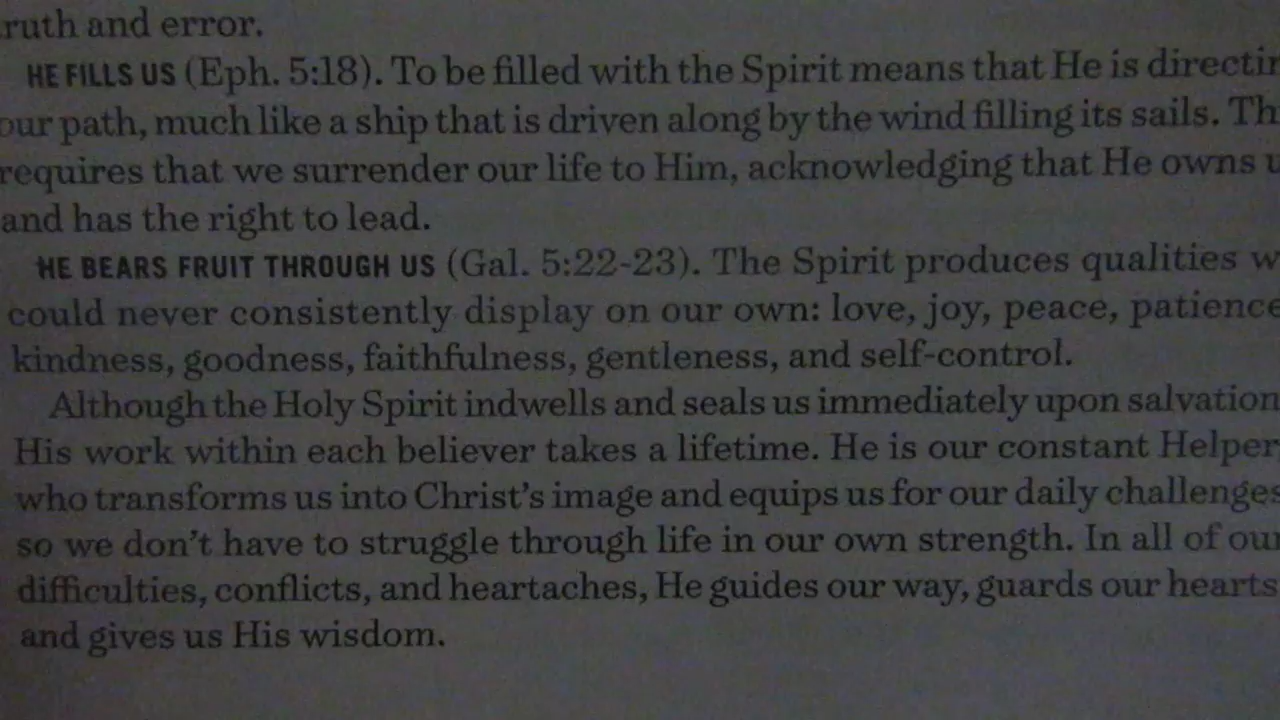 ruth and error.
HE FILLS US (Eph. 5:18). To be filled with the Spirit means that He is directin
our path, much like a ship that is driven along by the wind filling its sails. Th
requires that we surrender our life to Him, acknowledging that He owns u
and has the right to lead.
HE BEARS FRUIT THROUGH US (Gal. 5:22-23). The Spirit produces qualities w
could never consistently display on our own: love, joy, peace, patience
kindness, goodness, faithfulness, gentleness, and self-control.
Although the Holy Spirit indwells and seals us immediately upon salvation
His work within each believer takes a lifetime. He is our constant Helper
who transforms us into Christ's image and equips us for our daily challenges
so we don't have to struggle through life in our own strength. In all of our
difficulties, conflicts, and heartaches, He guides our way, guards our hearts
and gives us His wisdom.